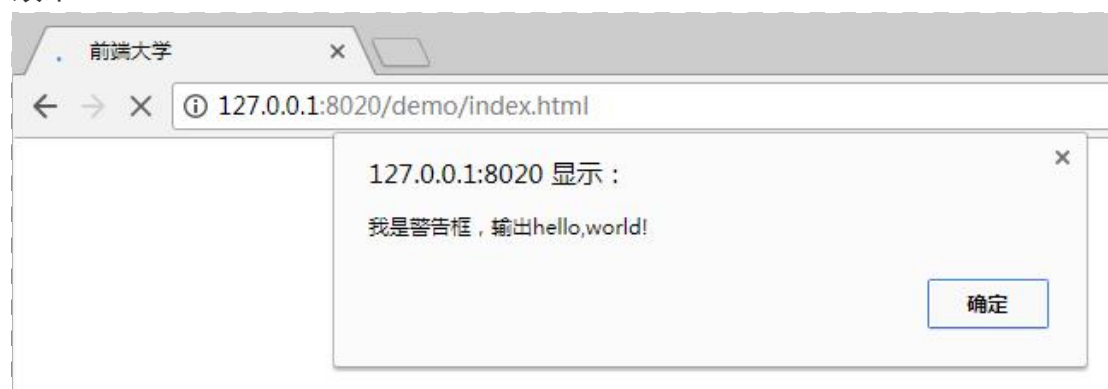 前端大学
127.0.0.1:8020/demo/index.html
127.0.0.1:8020 显示：
我是警告框，输出hello,world!
确定